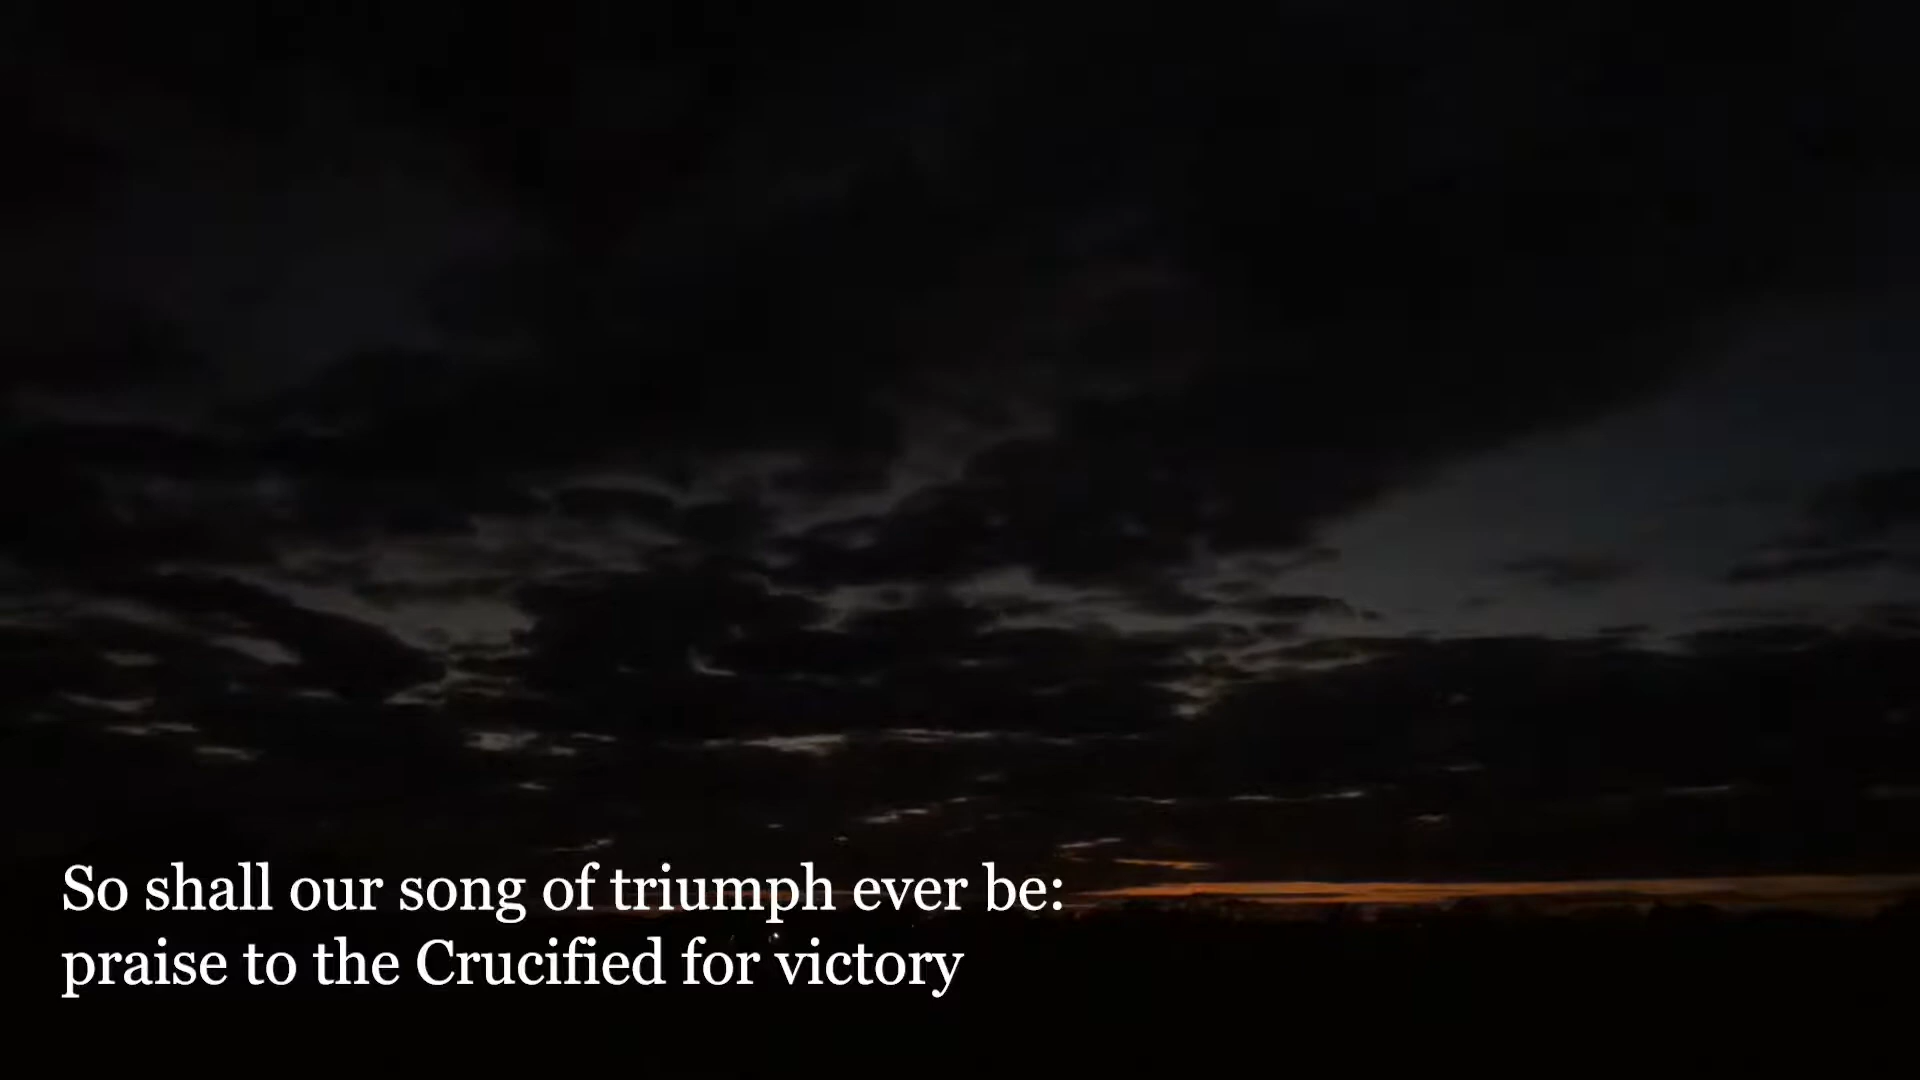 So shall our song of triumph ever be:
praise to the Crucified for victory